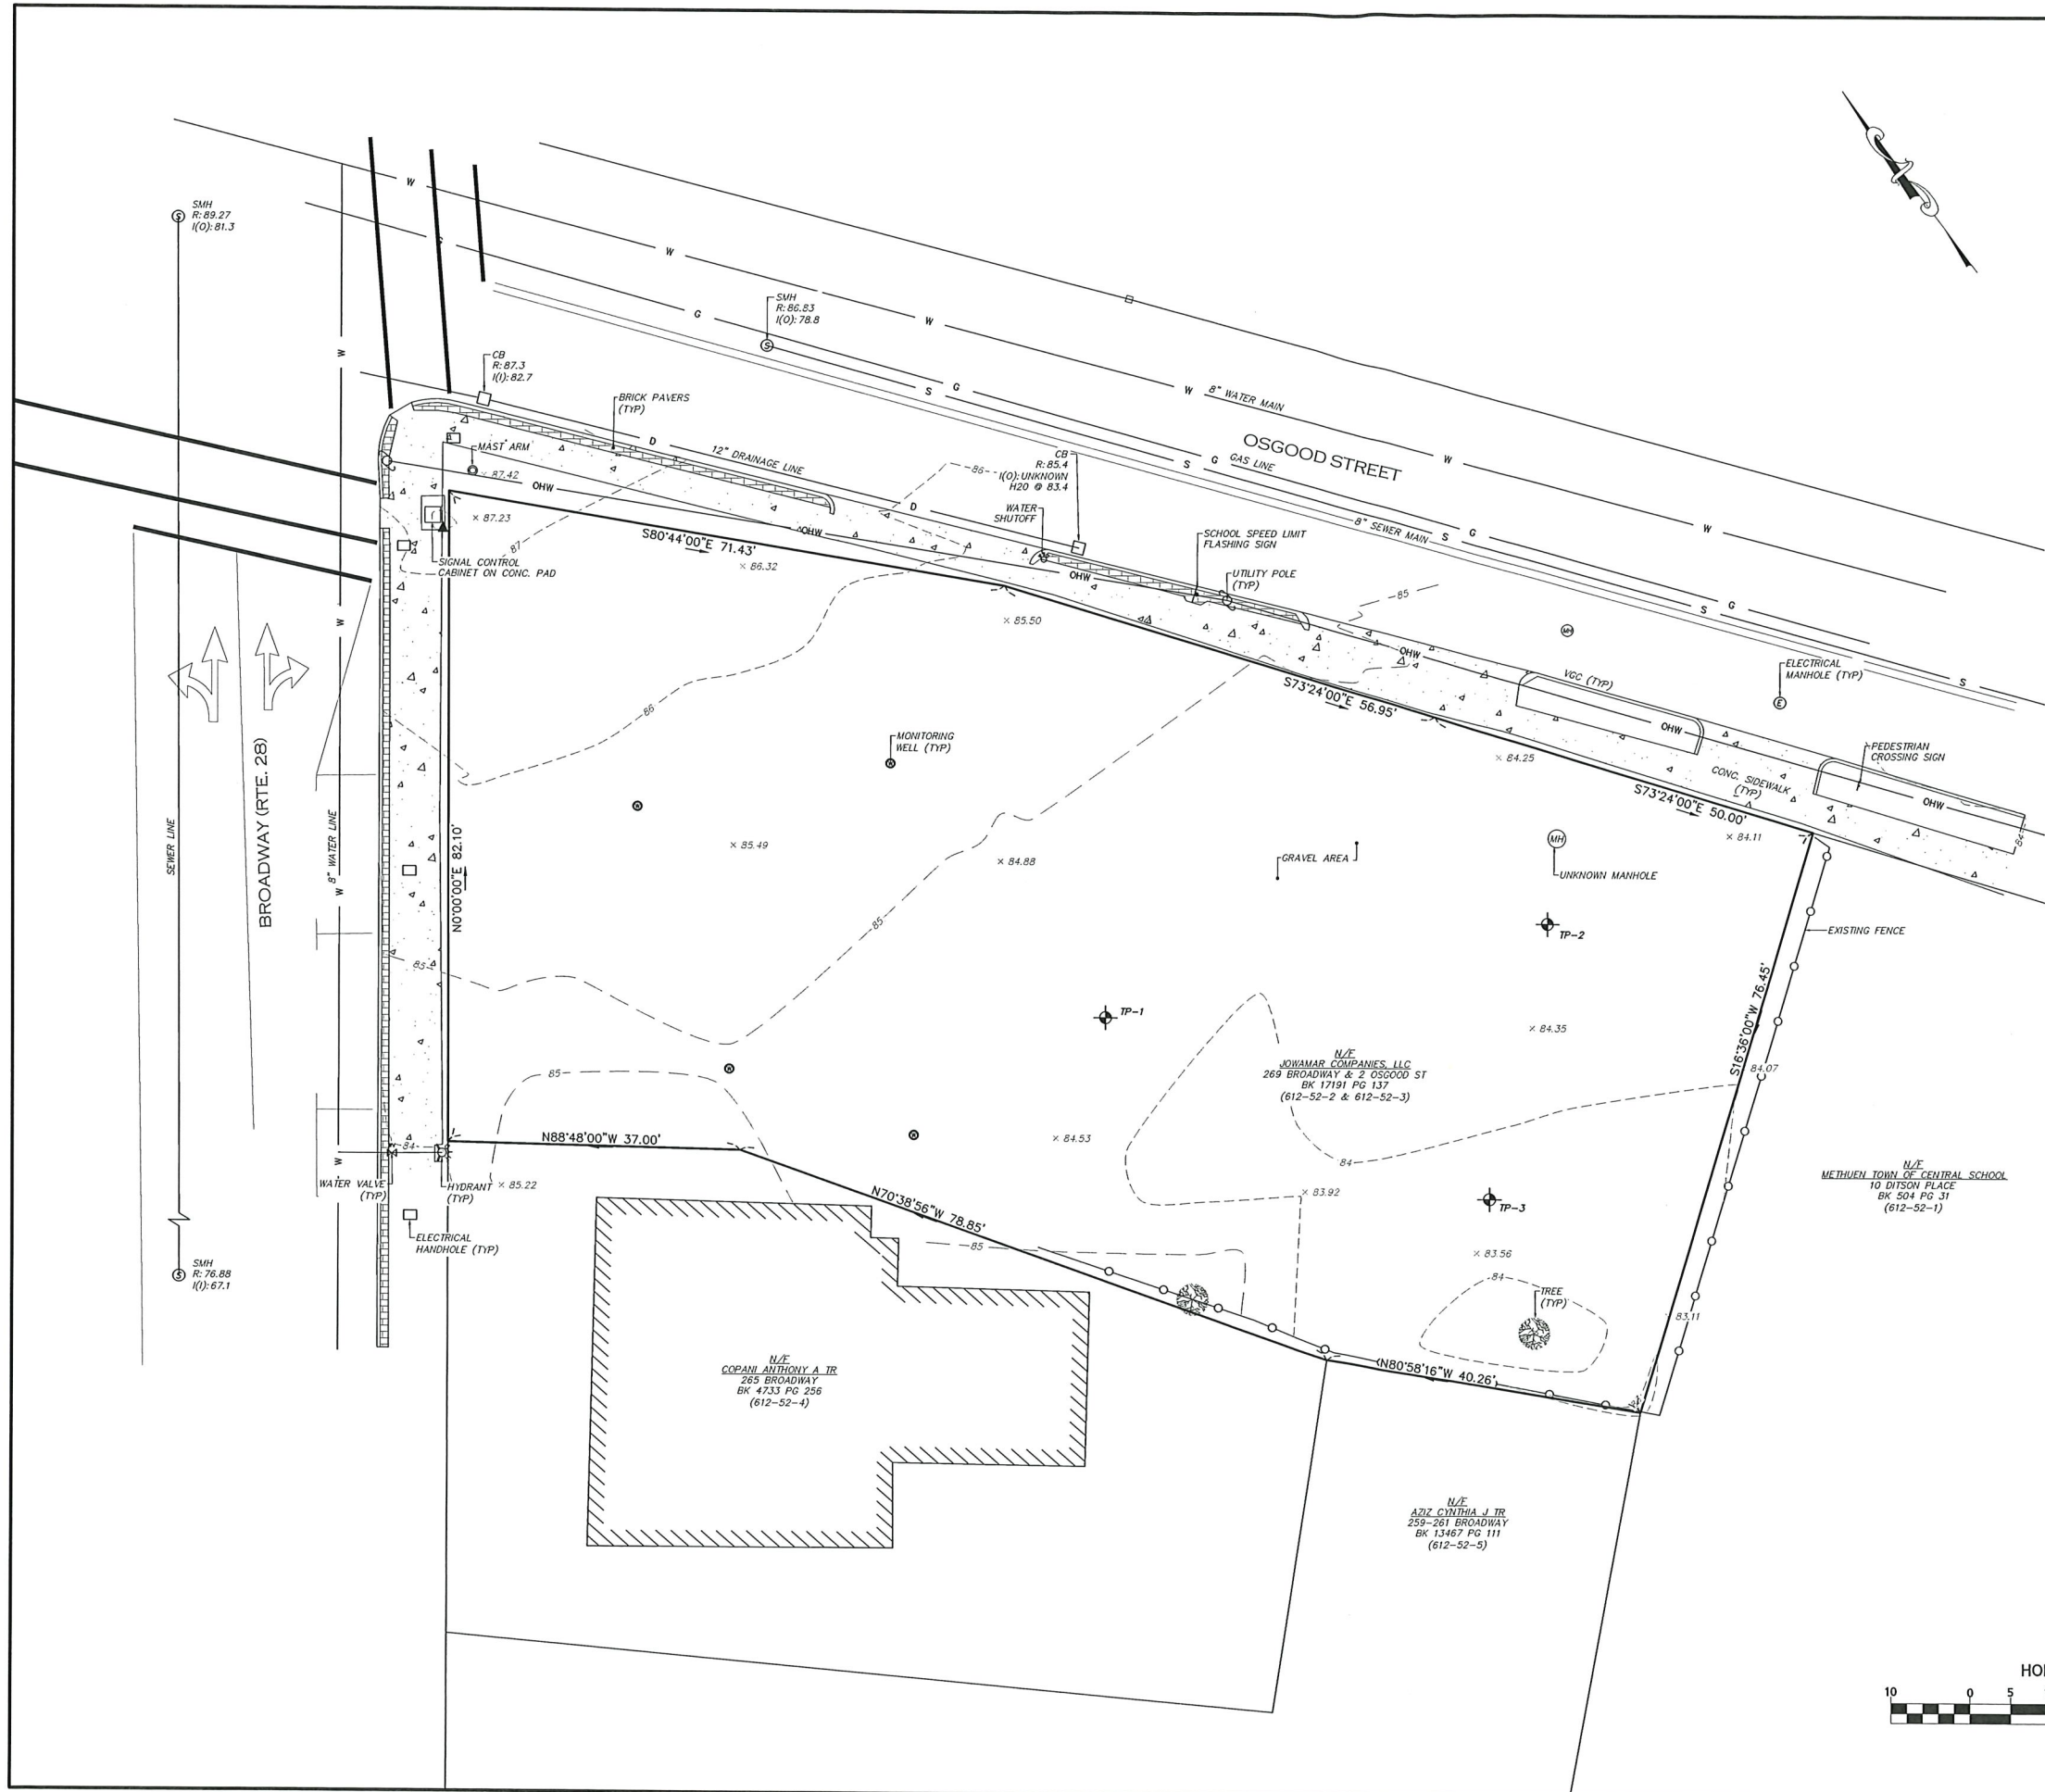 SMH
R: 89.27
I(O): 81.3
W
W
W
W
W
W
W
SMH
R: 86.83
I(O): 78.8
G
G
G
G
G
S
S
S
S
S
8" WATER MAIN
OSGOOD STREET
GAS LINE
8" SEWER MAIN
CB
R: 87.3
I(I): 82.7
BRICK PAVERS
(TYP)
D
12" DRAINAGE LINE
D
MAST ARM
87.42
OHW
87.23
87
SIGNAL CONTROL
CABINET ON CONC. PAD
86
CB
R: 85.4
I(O): UNKNOWN
H20 @ 83.4
WATER
SHUTOFF
SCHOOL SPEED LIMIT
FLASHING SIGN
UTILITY POLE
(TYP)
S80°44'00"E 71.43'
86.32
OHW
OHW
OHW
85
85.50
MH
ELECTRICAL
MANHOLE (TYP)
E
VGC (TYP)
OHW
S73°24'00"E 56.95'
84.25
PEDESTRIAN
CROSSING SIGN
CONC. SIDEWALK
(TYP)
OHW
84
S73°24'00"E 50.00'
84.11
86
MONITORING
WELL (TYP)
85.49
84.88
GRAVEL AREA
MH
UNKNOWN MANHOLE
EXISTING FENCE
W
W
W
W
8" WATER LINE
SEWER LINE
BROADWAY (RTE. 28)
N0°00'00"E 82.10'
85
85
TP-2
TP-1
84.35
S16°36'00"W 76.45'
84.07
N/F
JOWAMAR COMPANIES, LLC
269 BROADWAY & 2 OSGOOD ST
BK 17191 PG 137
(612-52-2 & 612-52-3)
85
84.53
84
N88°48'00"W 37.00'
84
WATER VALVE
(TYP)
HYDRANT
(TYP)
85.22
83.92
TP-3
N/F
METHUEN TOWN OF CENTRAL SCHOOL
10 DITSON PLACE
BK 504 PG 31
(612-52-1)
N70°38'56"W 78.85'
85
83.56
84
TREE
(TYP)
83.11
ELECTRICAL
HANDHOLE (TYP)
SMH
R: 76.88
I(I): 67.1
N80°58'16"W 40.26'
N/F
COPANI ANTHONY A TR
265 BROADWAY
BK 4733 PG 256
(612-52-4)
N/F
AZIZ CYNTHIA J TR
259-261 BROADWAY
BK 13467 PG 111
(612-52-5)
10 0 5